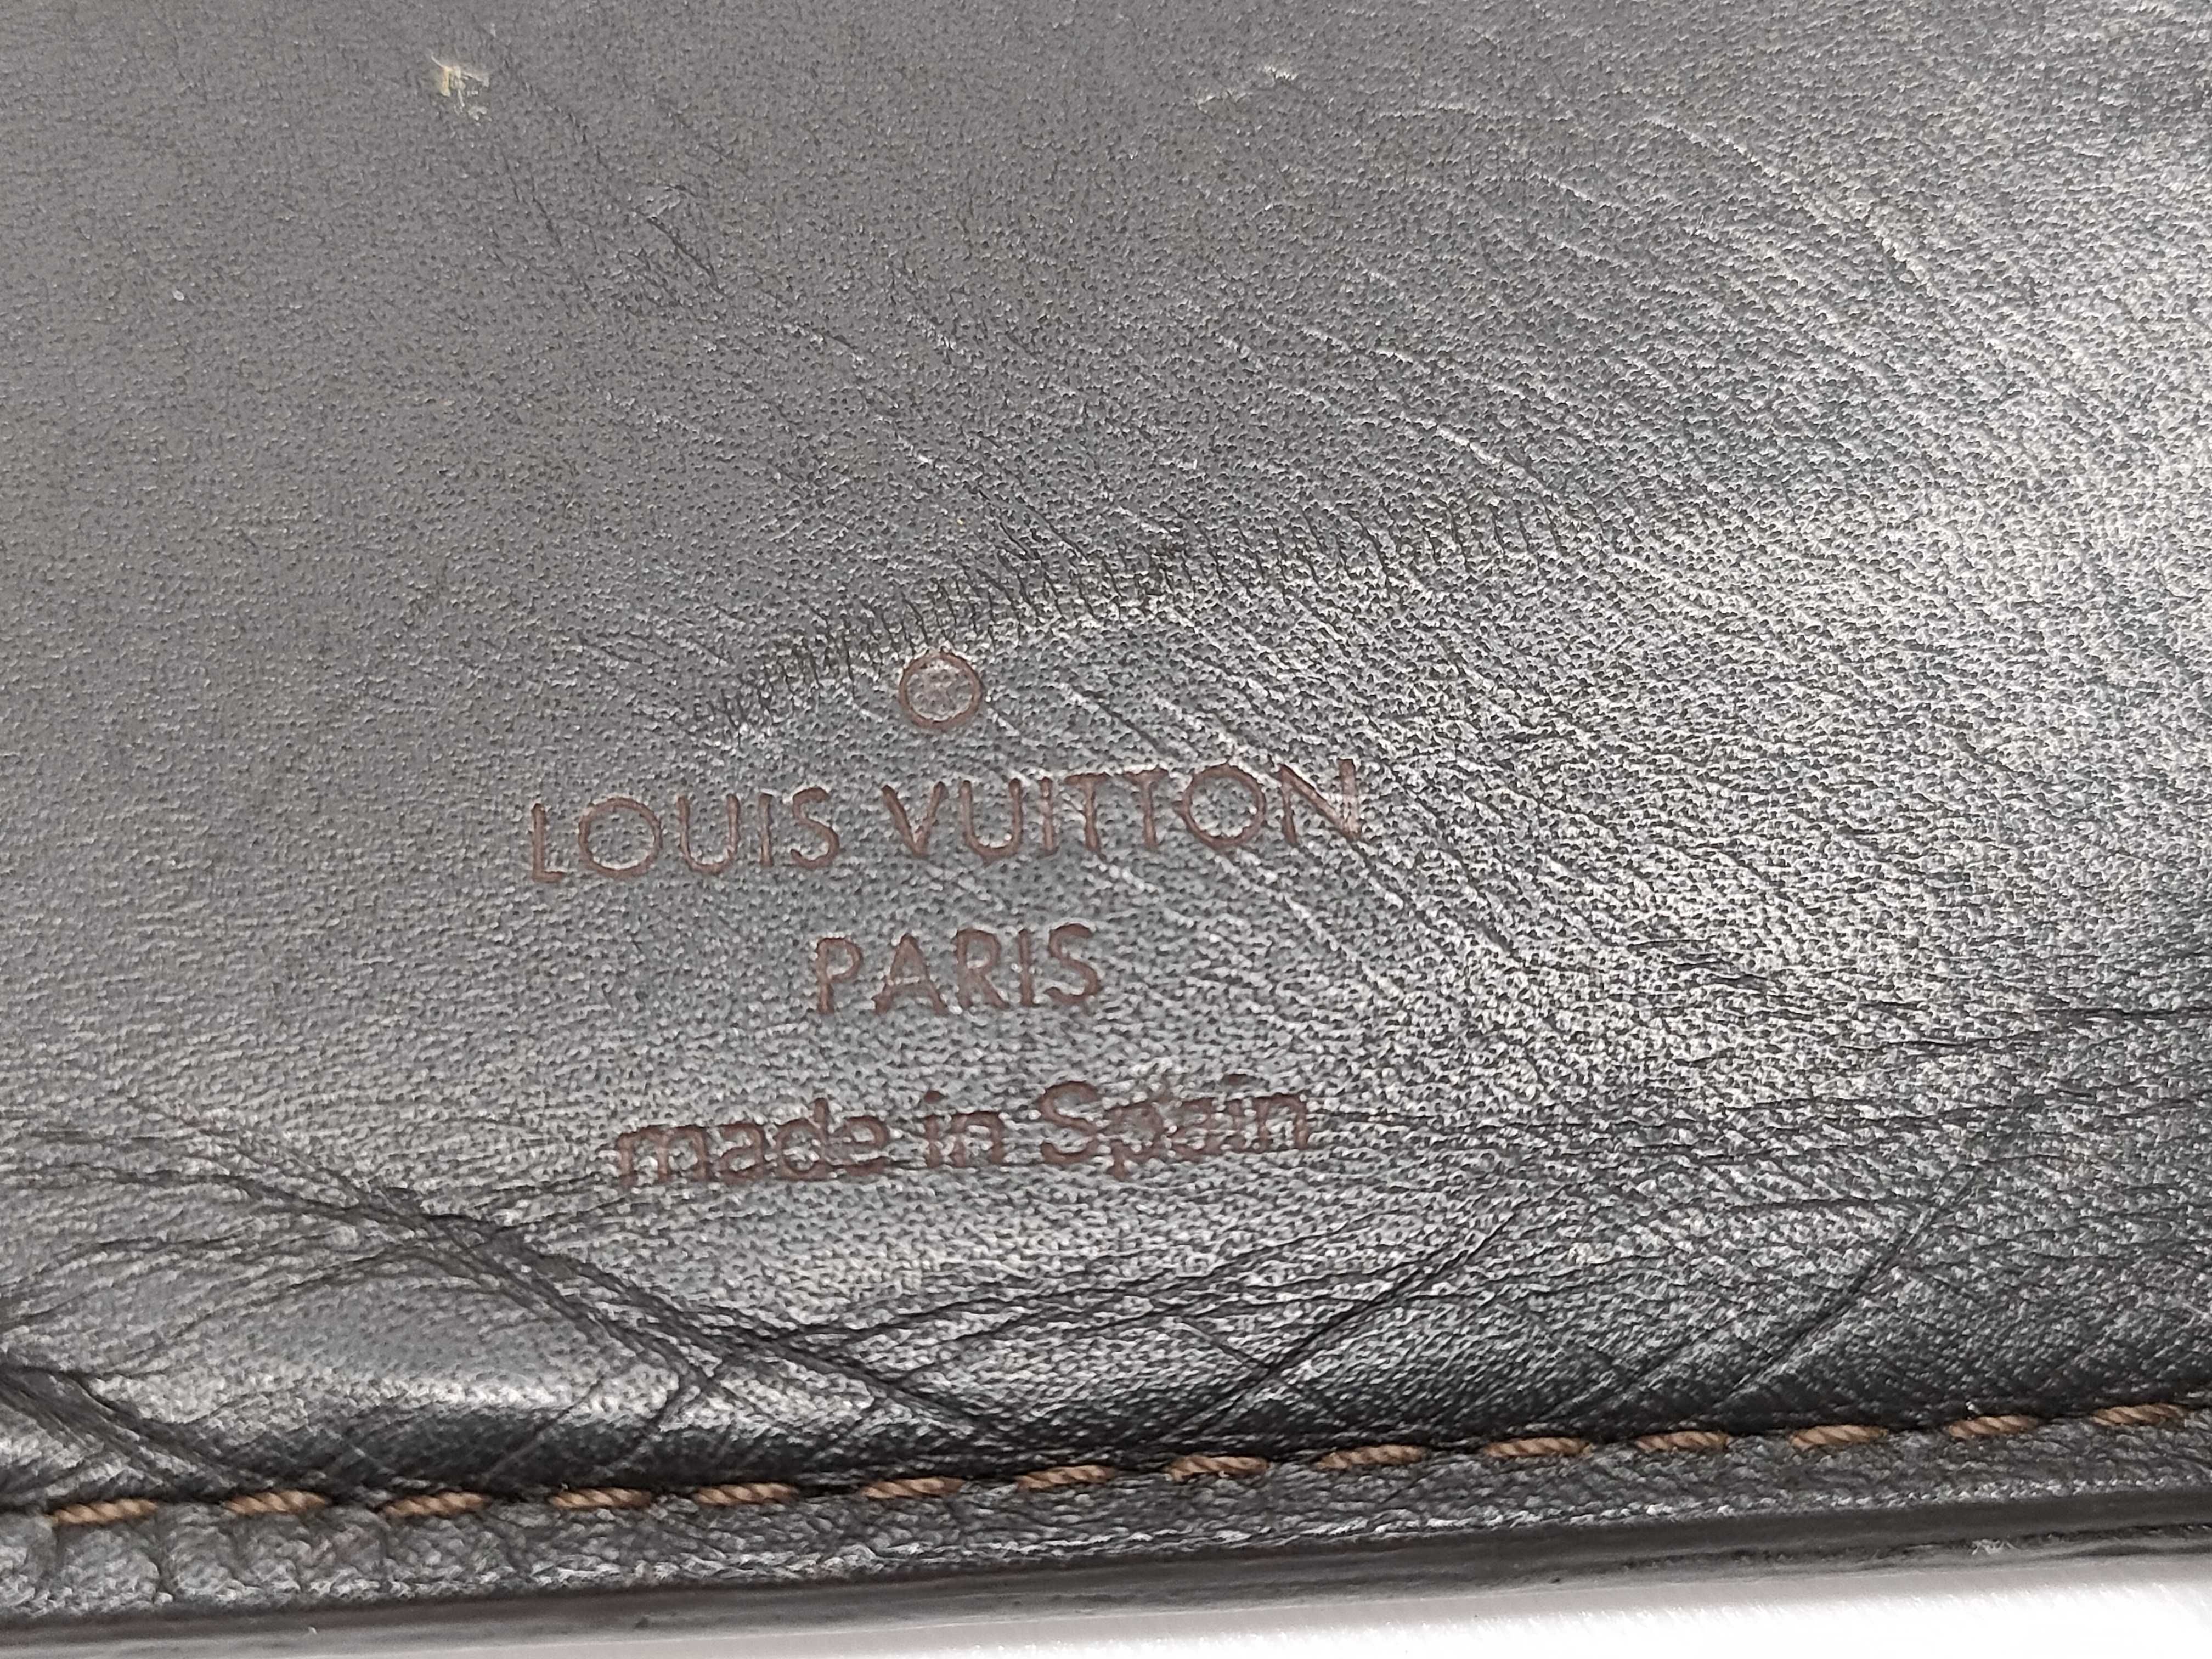 ®
LOUIS VUITTON
PARIS
made in Spain